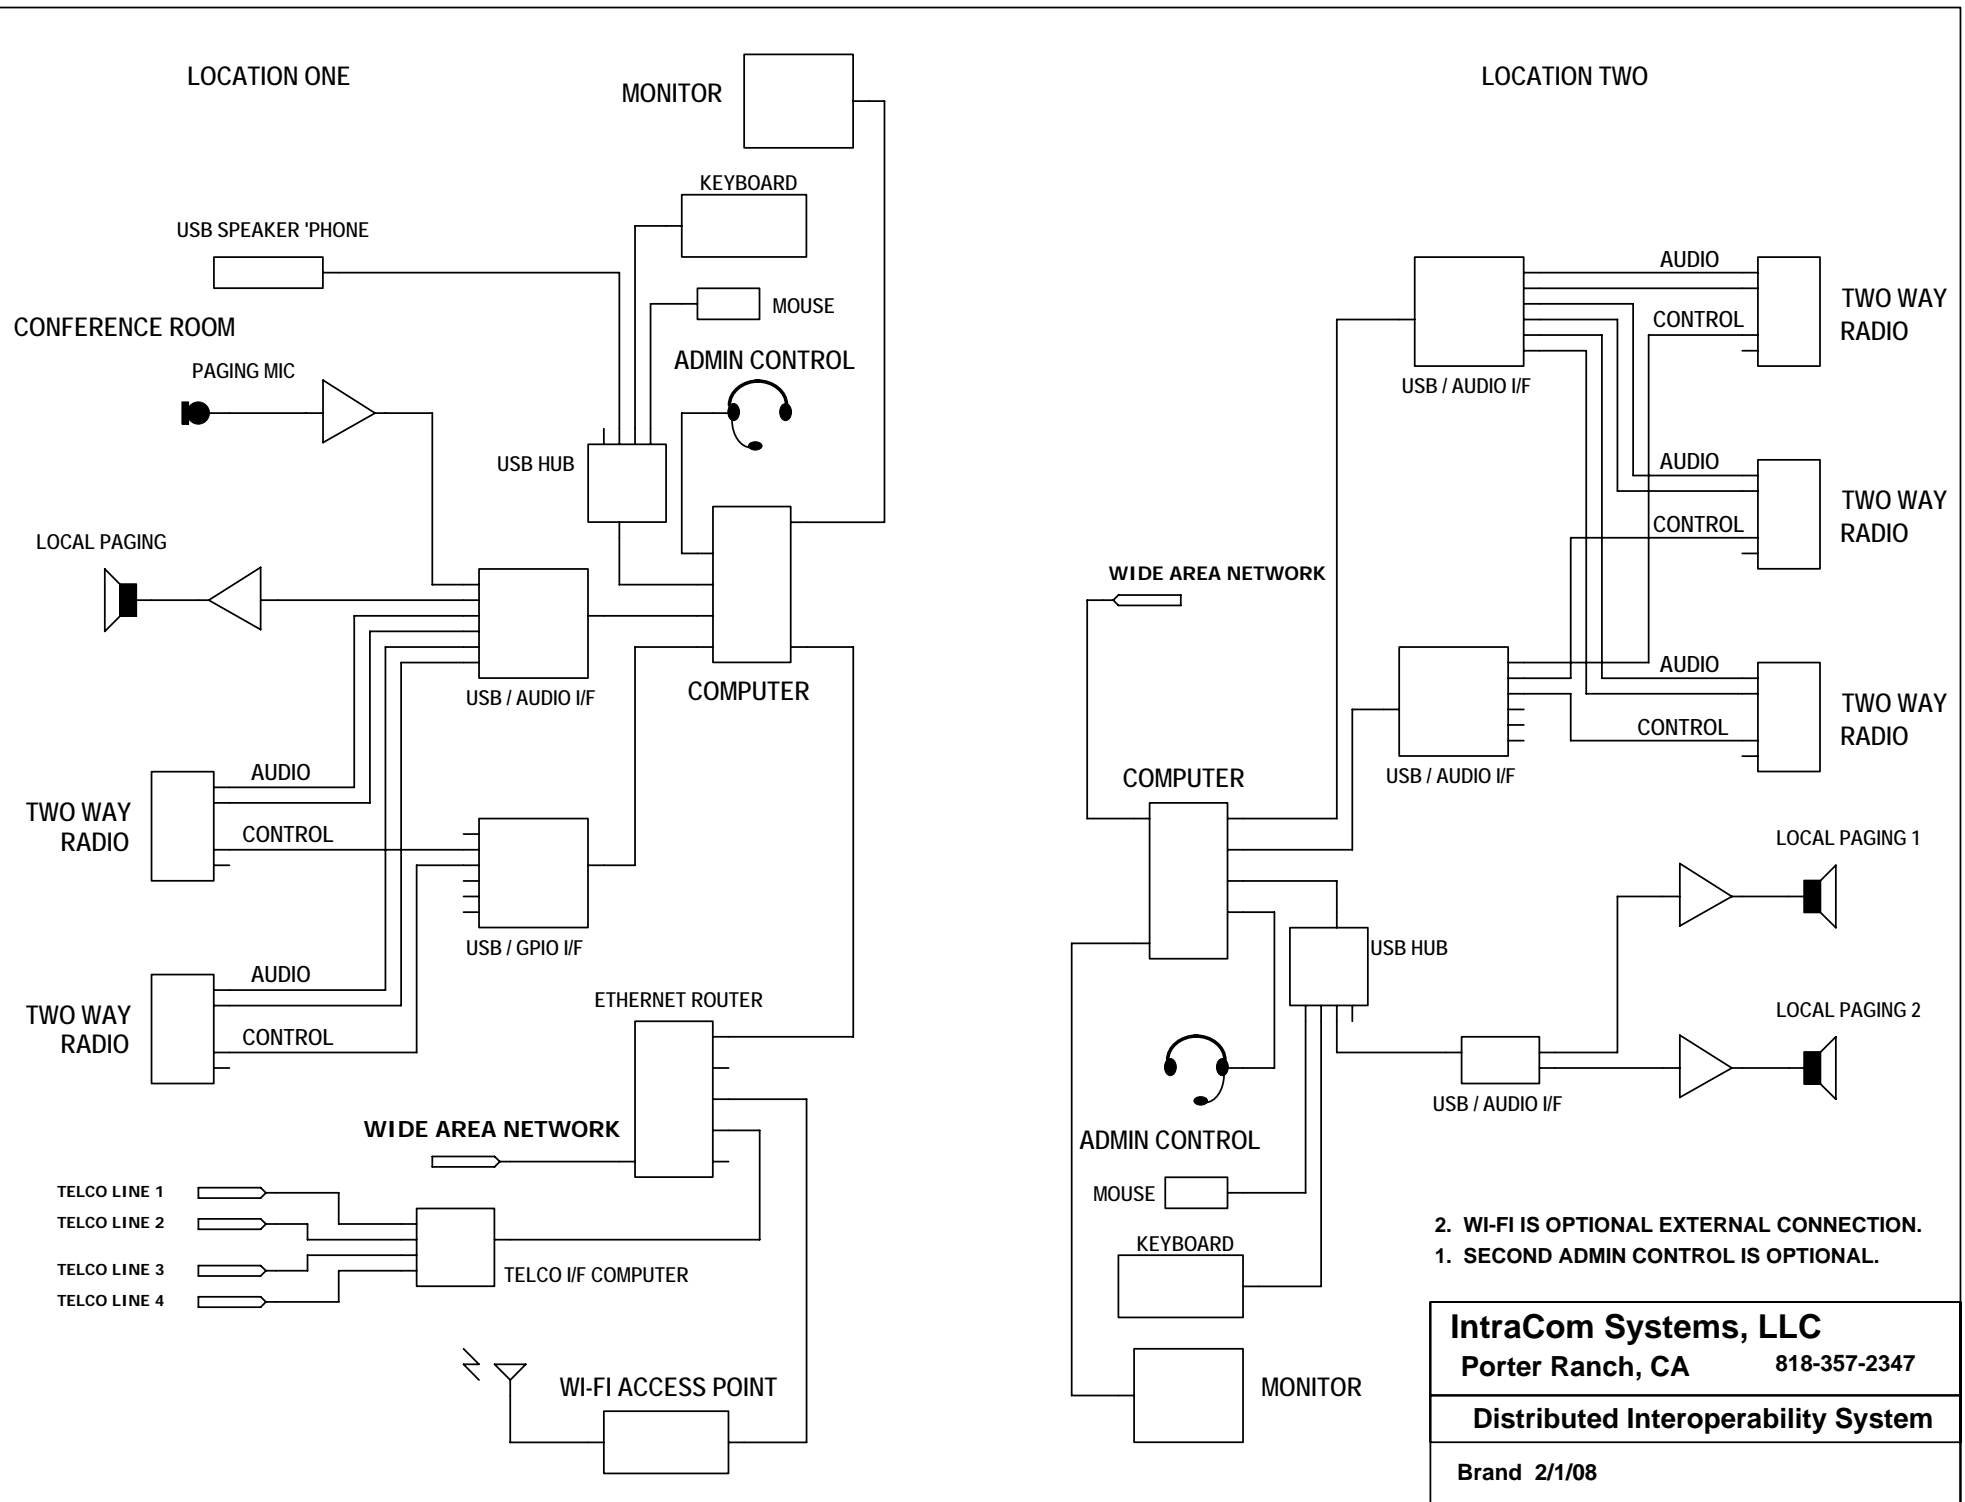 LOCATION ONE
MONITOR
KEYBOARD
USB SPEAKER 'PHONE
MOUSE
CONFERENCE ROOM
ADMIN CONTROL
PAGING MIC
USB HUB
LOCAL PAGING
USB / AUDIO I/F
COMPUTER
AUDIO
TWO WAY
RADIO
CONTROL
USB / GPIO I/F
AUDIO
TWO WAY
RADIO
CONTROL
ETHERNET ROUTER
WIDE AREA NETWORK
TELCO LINE 1
TELCO LINE 2
TELCO LINE 3
TELCO LINE 4
TELCO I/F COMPUTER
WI-FI ACCESS POINT
LOCATION TWO
AUDIO
TWO WAY
RADIO
CONTROL
USB / AUDIO I/F
AUDIO
TWO WAY
RADIO
CONTROL
WIDE AREA NETWORK
AUDIO
TWO WAY
RADIO
CONTROL
USB / AUDIO I/F
COMPUTER
LOCAL PAGING 1
USB HUB
LOCAL PAGING 2
USB / AUDIO I/F
ADMIN CONTROL
MOUSE
KEYBOARD
MONITOR
2. WI-FI IS OPTIONAL EXTERNAL CONNECTION.
1. SECOND ADMIN CONTROL IS OPTIONAL.
IntraCom Systems, LLC
Porter Ranch, CA 818-357-2347
Distributed Interoperability System
Brand 2/1/08